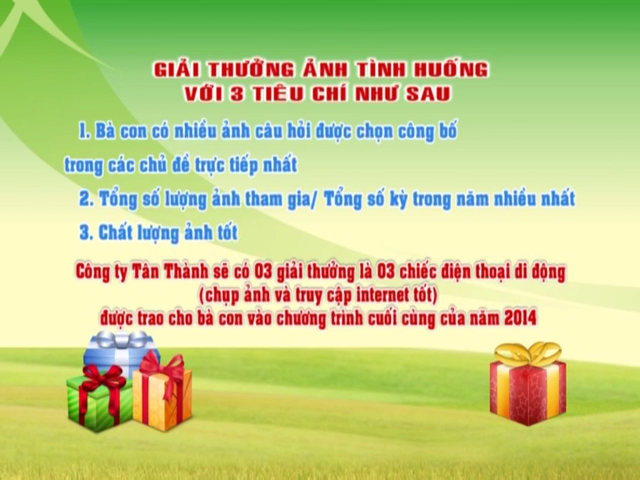 GIẢI THƯỞNG ẢNH TÌNH HUỐNG
VỚI 3 TIÊU CHÍ NHƯ SAU
1. Bà con có nhiều ảnh câu hỏi được chọn công bố
trong các chủ đề trực tiếp nhất
2. Tổng số lượng ảnh tham gia/ Tổng số kỳ trong năm nhiều nhất
3. Chất lượng ảnh tốt
Công ty Tân Thành sẽ có 03 giải thưởng là 03 chiếc điện thoại di động
(chụp ảnh và truy cập internet tốt)
được trao cho bà con vào chương trình cuối cùng của năm 2014